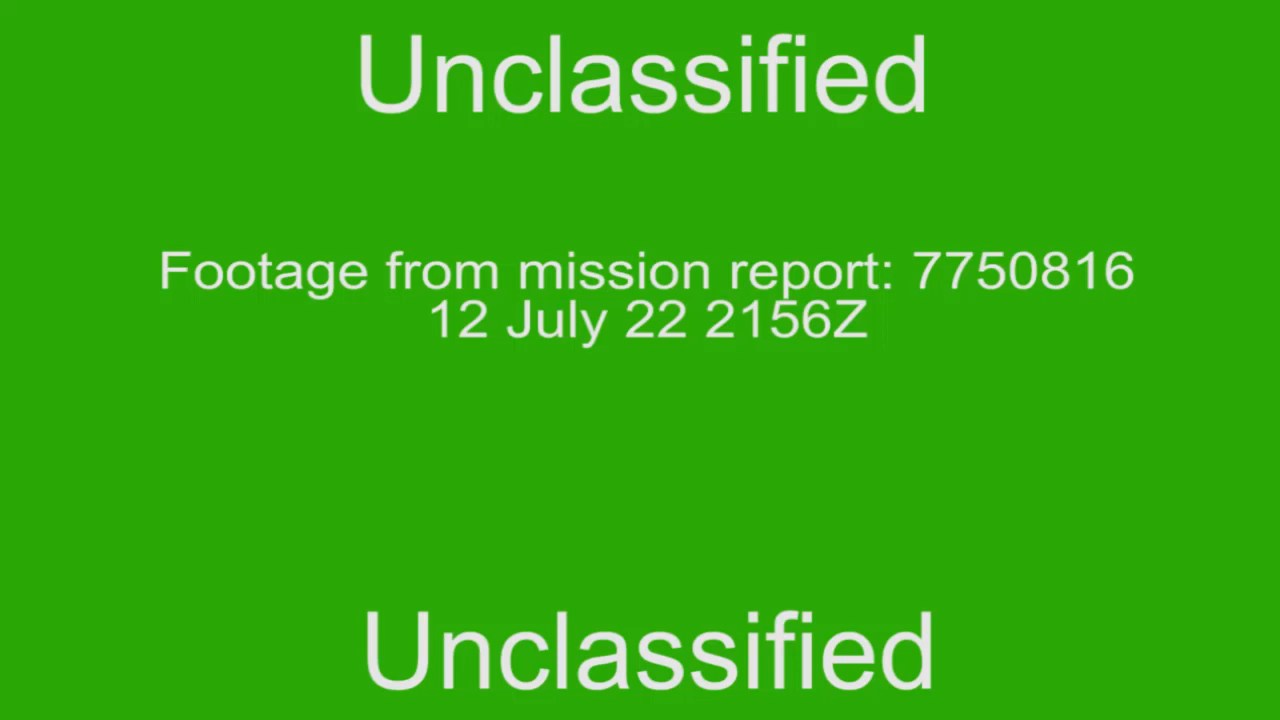 Unclassified
Footage from mission report: 7750816
12 July 22 2156Z
Unclassified